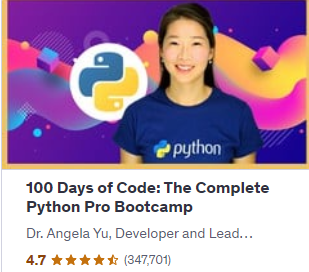 python
100 Days of Code: The Complete
Python Pro Bootcamp
Dr. Angela Yu, Developer and Lead...
4.7 (347,701)